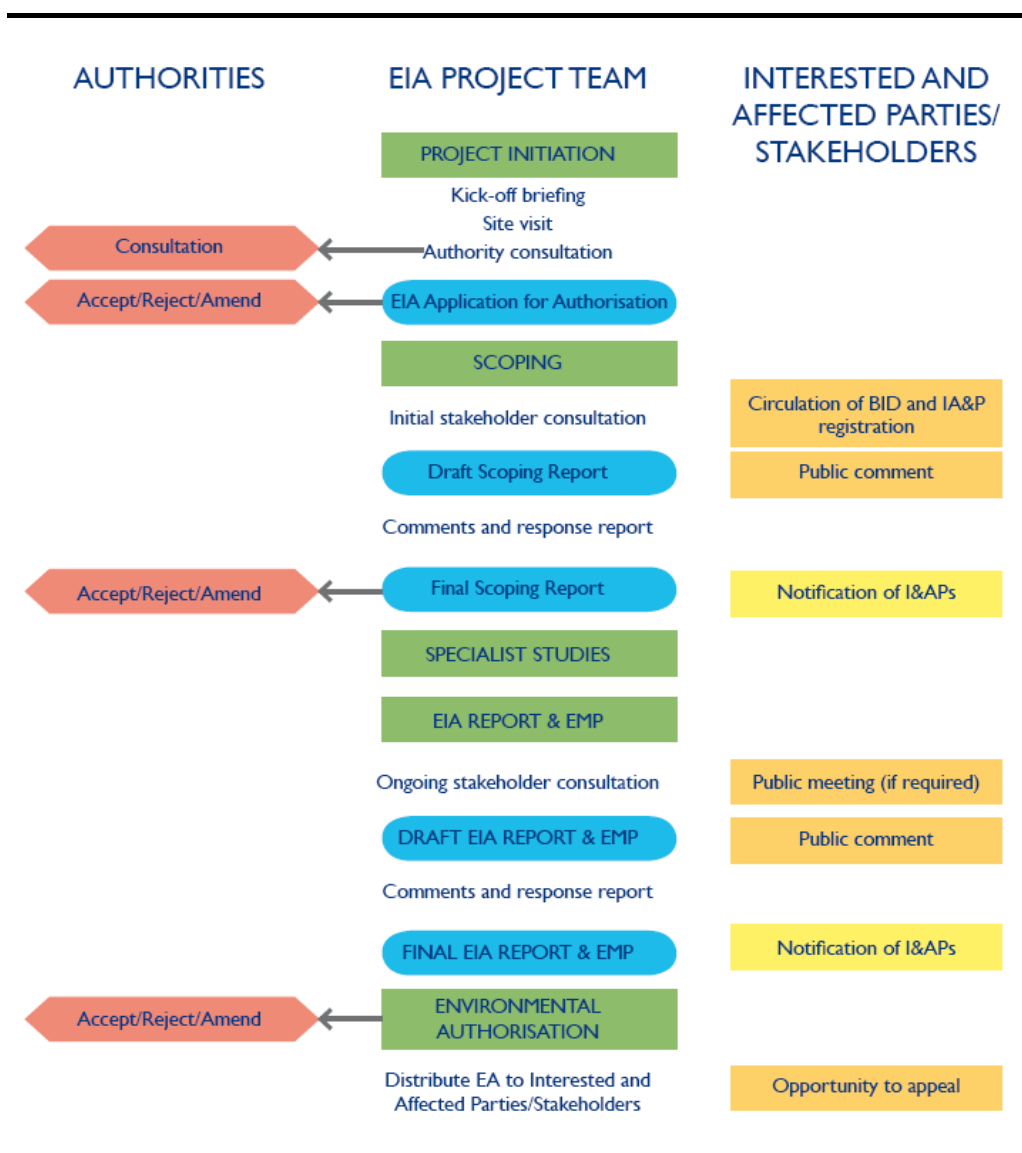 AUTHORITIES
EIA PROJECT TEAM
INTERESTED AND
AFFECTED PARTIES/
STAKEHOLDERS
PROJECT INITIATION
Kick-off briefing
Site visit
Consultation
Authority consultation
Accept/Reject/Amend
EIA Application for Authorisation
SCOPING
Initial stakeholder consultation
Circulation of BID and IA&P
registration
Draft Scoping Report
Public comment
Comments and response report
Accept/Reject/Amend
Final Scoping Report
Notification of I&APs
SPECIALIST STUDIES
EIA REPORT & EMP
Ongoing stakeholder consultation
Public meeting (if required)
DRAFT EIA REPORT & EMP
Public comment
Comments and response report
FINAL EIA REPORT & EMP
Notification of I&APs
Accept/Reject/Amend
ENVIRONMENTAL
AUTHORISATION
Distribute EA to Interested and
Affected Parties/Stakeholders
Opportunity to appeal